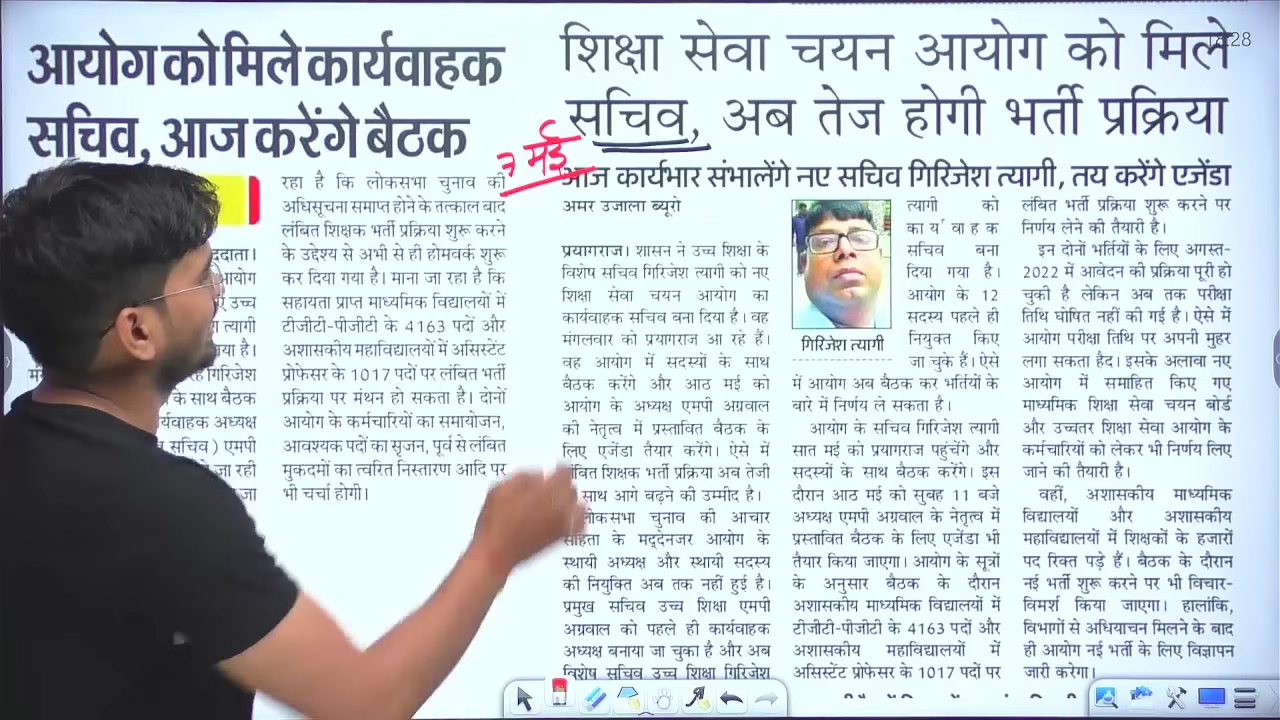 आयोग को मिले कार्यवाहक
सचिव, आज करेंगे बैठक
रहा है कि लोकसभा चुनाव की
अधिसूचना समाप्त होने के तत्काल बाद
लंबित शिक्षक भर्ती प्रक्रिया शुरू करने
के उद्देश्य से अभी से ही होमवर्क शुरू
कर दिया गया है। माना जा रहा है कि
सहायता प्राप्त माध्यमिक विद्यालयों में
टीजीटी-पीजीटी के 4163 पदों और
अशासकीय महाविद्यालयों में असिस्टेंट
प्रोफेसर के 1017 पदों पर लंबित भर्ती
प्रक्रिया पर मंथन हो सकता है। दोनों
आयोग के कर्मचारियों का समायोजन,
आवश्यक पदों का सृजन, पूर्व से लंबित
मुकदमों का त्वरित निस्तारण आदि पर
भी चर्चा होगी।
आयोग
उच्च
त्यागी
गया है।
गिरिजेश
के साथ बैठक
कार्यवाहक अध्यक्ष
सचिव) एमपी
जा रही
जा
7 मई
शिक्षा सेवा चयन आयोग को मिले
सचिव, अब तेज होगी भर्ती प्रक्रिया
आज कार्यभार संभालेंगे नए सचिव गिरिजेश त्यागी, तय करेंगे एजेंडा
अमर उजाला ब्यूरो
प्रयागराज। शासन ने उच्च शिक्षा के
विशेष सचिव गिरिजेश त्यागी को नए
शिक्षा सेवा चयन आयोग का
कार्यवाहक सचिव बना दिया है। वह
मंगलवार को प्रयागराज आ रहे हैं।
वह आयोग में सदस्यों के साथ
बैठक करेंगे और आठ मई को
आयोग के अध्यक्ष एमपी अग्रवाल
की नेतृत्व में प्रस्तावित बैठक के
लिए एजेंडा तैयार करेंगे। ऐसे में
लंबित शिक्षक भर्ती प्रक्रिया अब तेजी
साथ आगे बढ़ने की उम्मीद है।
लोकसभा चुनाव की आचार
संहिता के मद्देनजर आयोग के
स्थायी अध्यक्ष और स्थायी सदस्य
की नियुक्ति अब तक नहीं हुई है।
प्रमुख सचिव उच्च शिक्षा एमपी
अग्रवाल को पहले ही कार्यवाहक
अध्यक्ष बनाया जा चुका है और अब
विशेष सचिव उच्च शिक्षा गिरिजेश
गिरिजेश त्यागी
त्यागी को
कार्यवाहक
सचिव बना
दिया गया है।
आयोग के 12
सदस्य पहले ही
नियुक्त किए
जा चुके हैं। ऐसे
में आयोग अब बैठक कर भर्तियों के
बारे में निर्णय ले सकता है।
आयोग के सचिव गिरिजेश त्यागी
सात मई को प्रयागराज पहुंचेंगे और
सदस्यों के साथ बैठक करेंगे। इस
दौरान आठ मई को सुबह 11 बजे
अध्यक्ष एमपी अग्रवाल के नेतृत्व में
प्रस्तावित बैठक के लिए एजेंडा भी
तैयार किया जाएगा। आयोग के सूत्रों
के अनुसार बैठक के दौरान
अशासकीय माध्यमिक विद्यालयों में
टीजीटी-पीजीटी के 4163 पदों और
अशासकीय महाविद्यालयों में
असिस्टेंट प्रोफेसर के 1017 पदों पर
लंबित भर्ती प्रक्रिया शुरू करने पर
निर्णय लेने की तैयारी है।
इन दोनों भर्तियों के लिए अगस्त-
2022 में आवेदन की प्रक्रिया पूरी हो
चुकी है लेकिन अब तक परीक्षा
तिथि घोषित नहीं की गई है। ऐसे में
आयोग परीक्षा तिथि पर अपनी मुहर
लगा सकता हैद। इसके अलावा नए
आयोग में समाहित किए गए
माध्यमिक शिक्षा सेवा चयन बोर्ड
और उच्चतर शिक्षा सेवा आयोग के
कर्मचारियों को लेकर भी निर्णय लिए
जाने की तैयारी है।
वहीं, अशासकीय माध्यमिक
विद्यालयों और अशासकीय
महाविद्यालयों में शिक्षकों के हजारों
पद रिक्त पड़े हैं। बैठक के दौरान
नई भर्ती शुरू करने पर भी विचार-
विमर्श किया जाएगा। हालांकि,
विभागों से अधियाचन मिलने के बाद
ही आयोग नई भर्ती के लिए विज्ञापन
जारी करेगा।